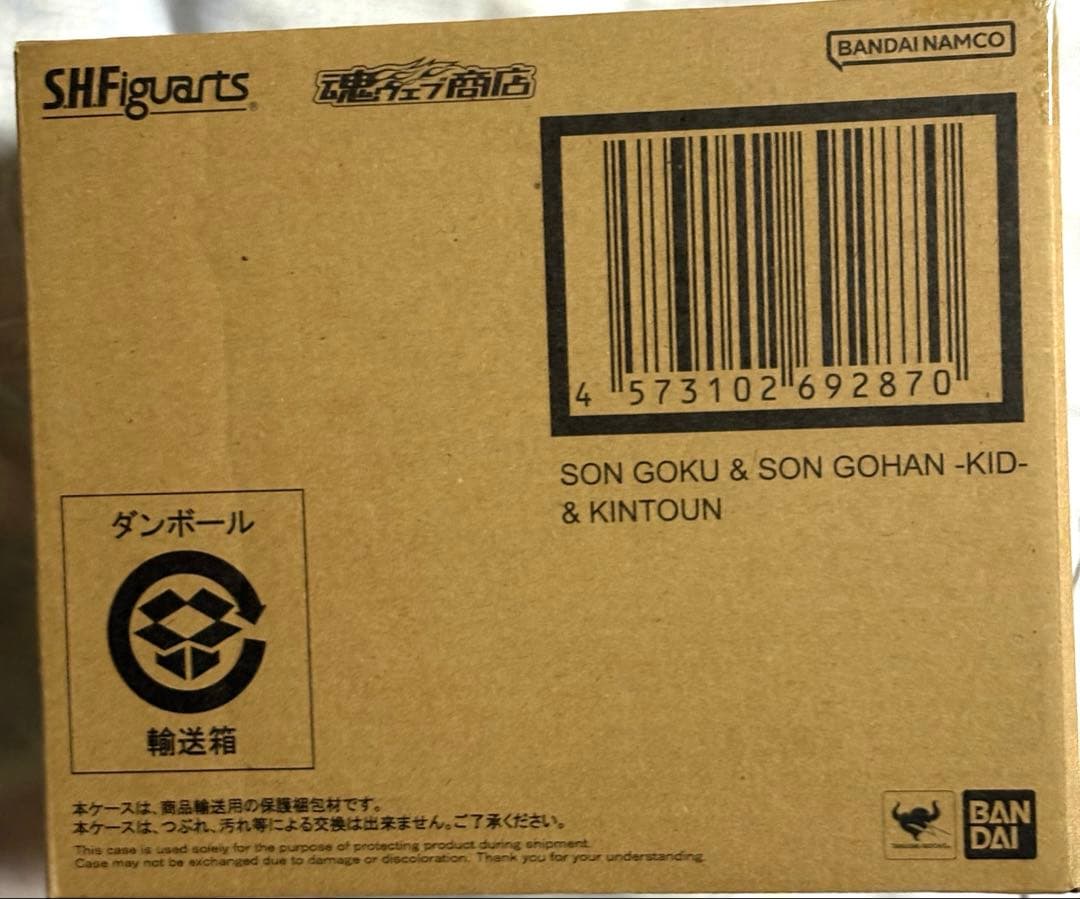 S.H.Figuarts
魂ウェブ商店
BANDAI NAMCO
4 573102 692870
SON GOKU & SON GOHAN -KID-
& KINTOUN
ダンボール
輸送箱
本ケースは、商品輸送用の保護梱包材です。
本ケースは、つぶれ、汚れ等による交換は出来ません。ご了承ください。
This case is used solely for the purpose of protecting product during shipment.
Case may not be exchanged due to damage or discoloration. Thank you for your understanding.
BAN
DAI